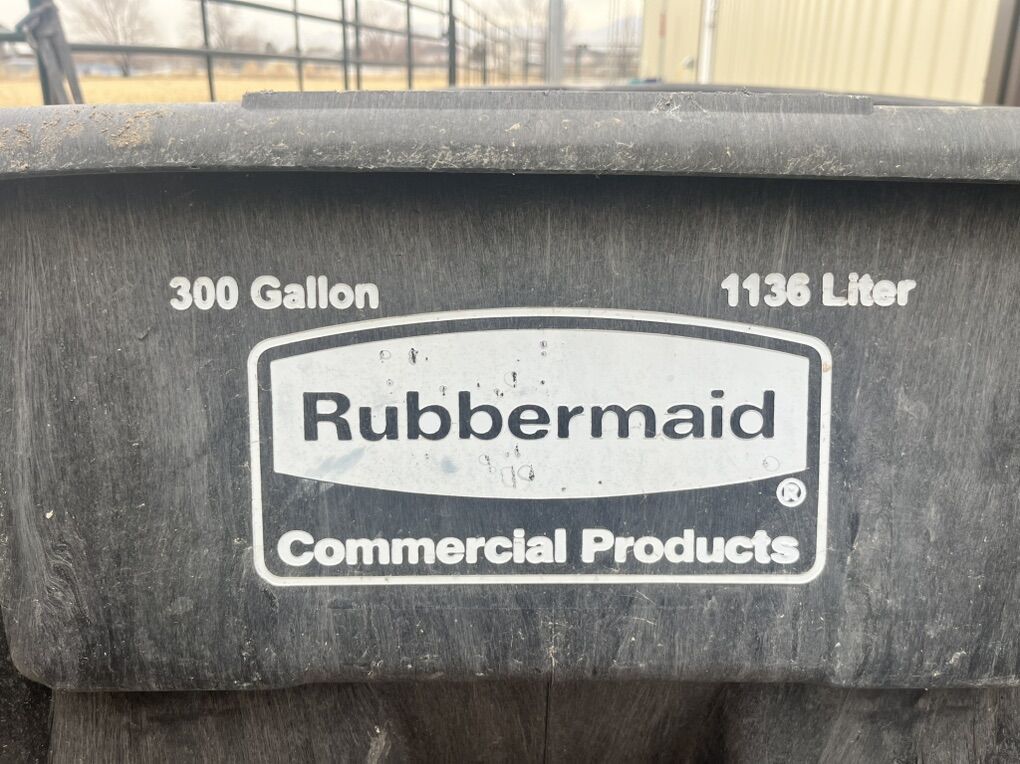 300 Gallon
1136 Liter
Rubbermaid
®
Commercial Products